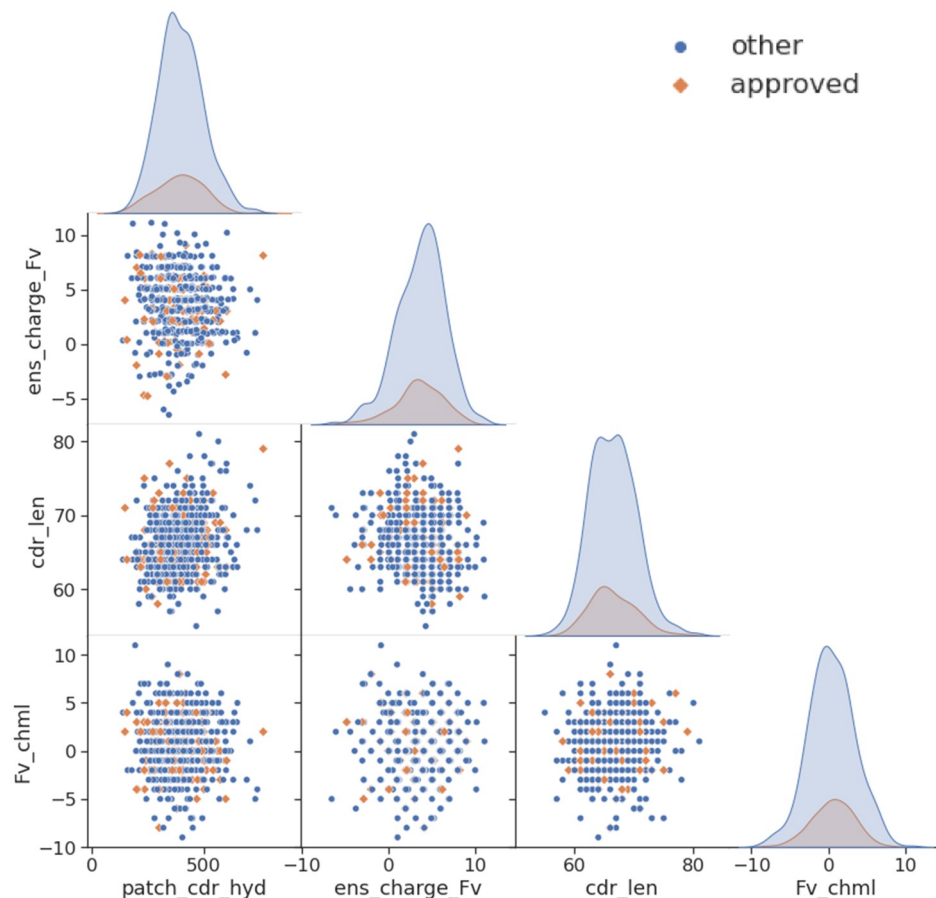 other
approved
ens_charge_Fv
10
5
0
−5
cdr_len
80
70
60
Fv_chml
10
5
0
−5
−10
0
500
−10
0
10
60
80
−10
0
10
patch_cdr_hyd
ens_charge_Fv
cdr_len
Fv_chml